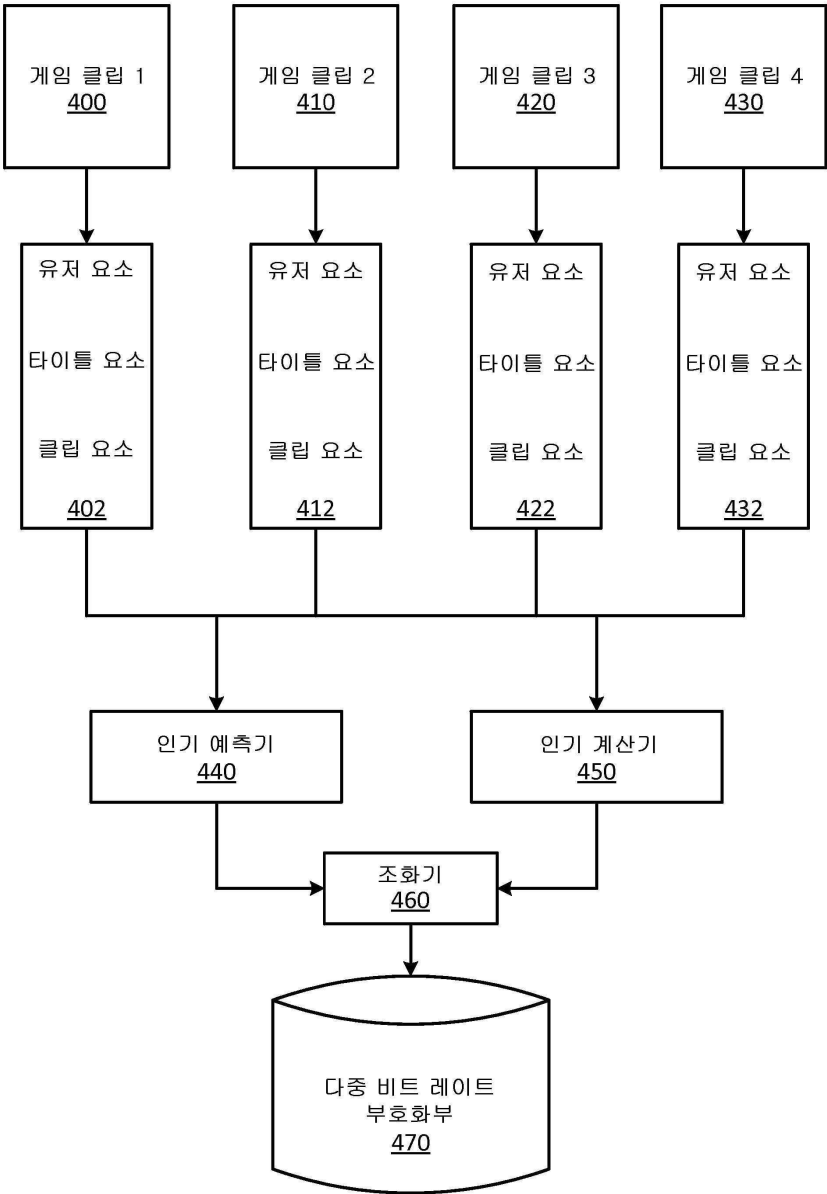 게임 클립 1
400
게임 클립 2
410
게임 클립 3
420
게임 클립 4
430
유저 요소
타이틀 요소
클립 요소
402
유저 요소
타이틀 요소
클립 요소
412
유저 요소
타이틀 요소
클립 요소
422
유저 요소
타이틀 요소
클립 요소
432
인기 예측기
440
인기 계산기
450
조화기
460
다중 비트 레이트
부호화부
470